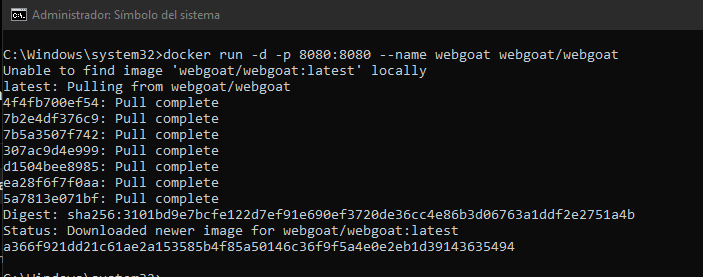 Administrador: Símbolo del sistema
C:\Windows\system32>docker run -d -p 8080:8080 --name webgoat webgoat/webgoat
Unable to find image 'webgoat/webgoat:latest' locally
latest: Pulling from webgoat/webgoat
4f4fb700ef54: Pull complete
7b2e4df376c9: Pull complete
7b5a3507f742: Pull complete
307ac9d4e999: Pull complete
d1504bee8985: Pull complete
ea28f6f7f0aa: Pull complete
5a7813e071bf: Pull complete
Digest: sha256:3101bd9e7bcfe122d7ef91e690ef3720de36cc4e86b3d06763a1ddf2e2751a4b
Status: Downloaded newer image for webgoat/webgoat:latest
a366f921dd21c61ae2a153585b4f85a50146c36f9f5a4e0e2eb1d39143635494
C:\Windows\system32>